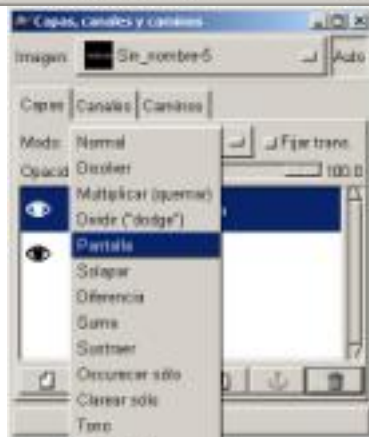 Capas, canales y caminos
Imagen: Sin_nombre-5 Auto
Capas Canales Caminos
Modo: Normal Fijar trans.
Opacid Disolver 100.0
Multiplicar (quemar)
Dividir ("dodge")
Pantalla
Solapar
Diferencia
Suma
Sustraer
Oscurecer sólo
Clarear sólo
Tono